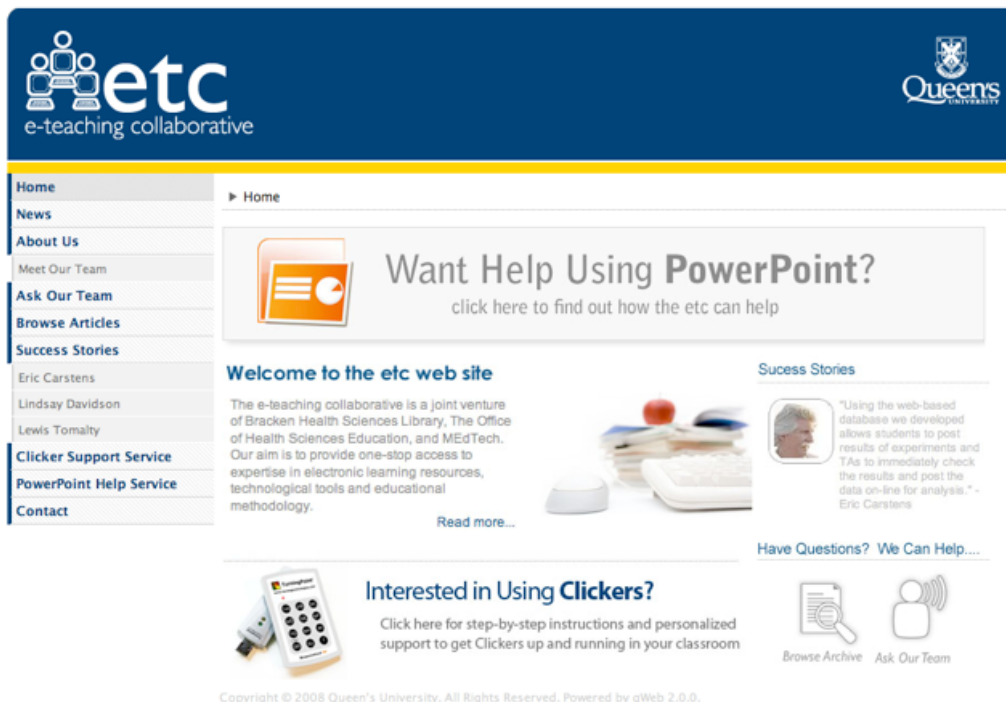 etc
e-teaching collaborative
Queen's
UNIVERSITY
Home
News
About Us
Meet Our Team
Ask Our Team
Browse Articles
Success Stories
Eric Carstens
Lindsay Davidson
Lewis Tomalty
Clicker Support Service
PowerPoint Help Service
Contact
Home
Want Help Using PowerPoint?
click here to find out how the etc can help
Welcome to the etc web site
The e-teaching collaborative is a joint venture
of Bracken Health Sciences Library, The Office
of Health Sciences Education, and MEdTech.
Our aim is to provide one-stop access to
expertise in electronic learning resources,
technological tools and educational
methodology.
Read more...
Sucess Stories
"Using the web-based
database we developed
allows students to post
results of experiments and
TAs to immediately check
the results and post the
data on-line for analysis." -
Eric Carstens
Interested in Using Clickers?
Click here for step-by-step instructions and personalized
support to get Clickers up and running in your classroom
Have Questions? We Can Help....
Browse Archive
Ask Our Team
TurningPoint
Copyright © 2008 Queen's University. All Rights Reserved. Powered by qWeb 2.0.0.